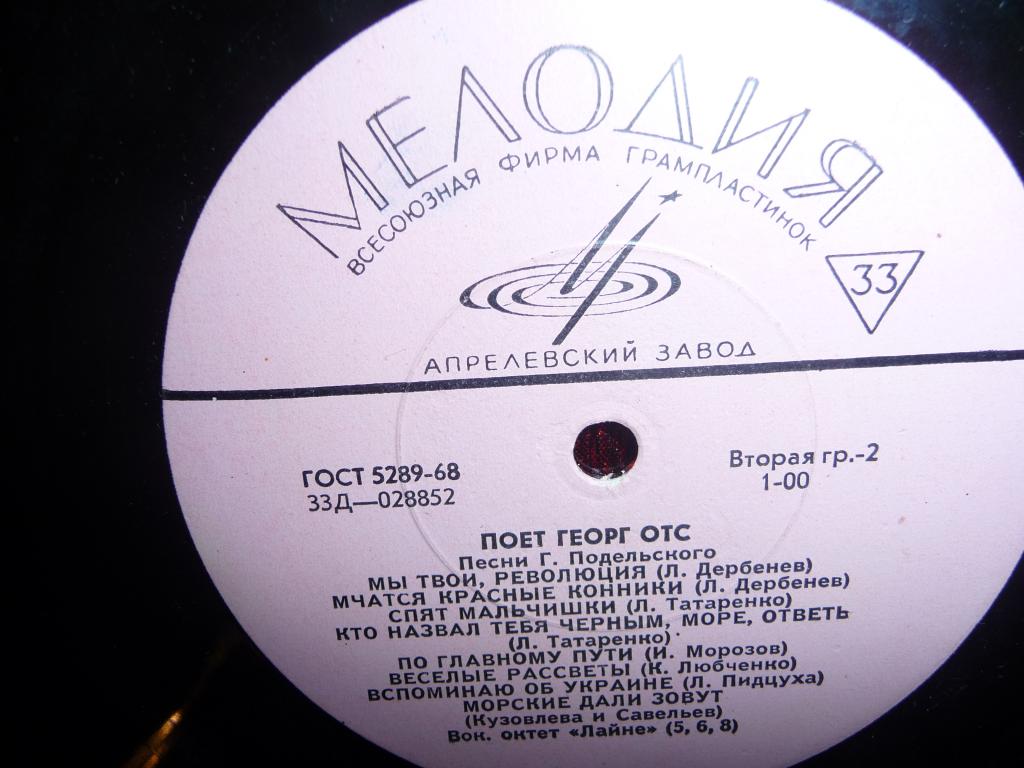 МЕЛОДИЯ
ВСЕСОЮЗНАЯ ФИРМА ГРАМПЛАСТИНОК
33
АПРЕЛЕВСКИЙ ЗАВОД
ГОСТ 5289-68
33Д—028852
Вторая гр.-2
1-00
ПОЕТ ГЕОРГ ОТС
Песни Г. Подельского
МЫ ТВОИ, РЕВОЛЮЦИЯ (Л. Дербенев)
МЧАТСЯ КРАСНЫЕ КОННИКИ (Л. Дербенев)
СПЯТ МАЛЬЧИШКИ (Л. Татаренко)
КТО НАЗВАЛ ТЕБЯ ЧЕРНЫМ, МОРЕ, ОТВЕТЬ
(Л. Татаренко)
ПО ГЛАВНОМУ ПУТИ (И. Морозов)
ВЕСЕЛЫЕ РАССВЕТЫ (К. Любченко)
ВСПОМИНАЮ ОБ УКРАИНЕ (Л. Пидцуха)
МОРСКИЕ ДАЛИ ЗОВУТ
(Кузовлева и Савельев)
Вок. октет «Лайне» (5, 6, 8)